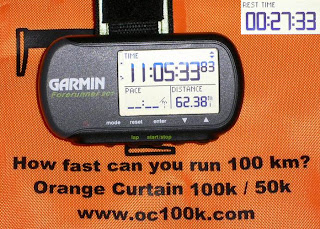 REST TIME
00:27:33
TIME
11:05:33 83
GARMIN
Forerunner 201
PACE DISTANCE
--:-- 62.38
mode reset enter
lap start/stop
How fast can you run 100 km?
Orange Curtain 100k / 50k
www.oc100k.com